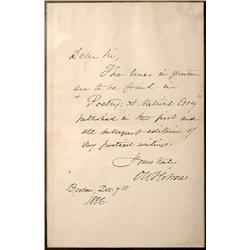 Dear Sir,
The lines in question
are to be found in
"Poetry: A Metrical Essay"
published in the first and
all subsequent editions of
my poetical writings.
Yours truly
O W Holmes
Boston, Dec. 7th
1886.